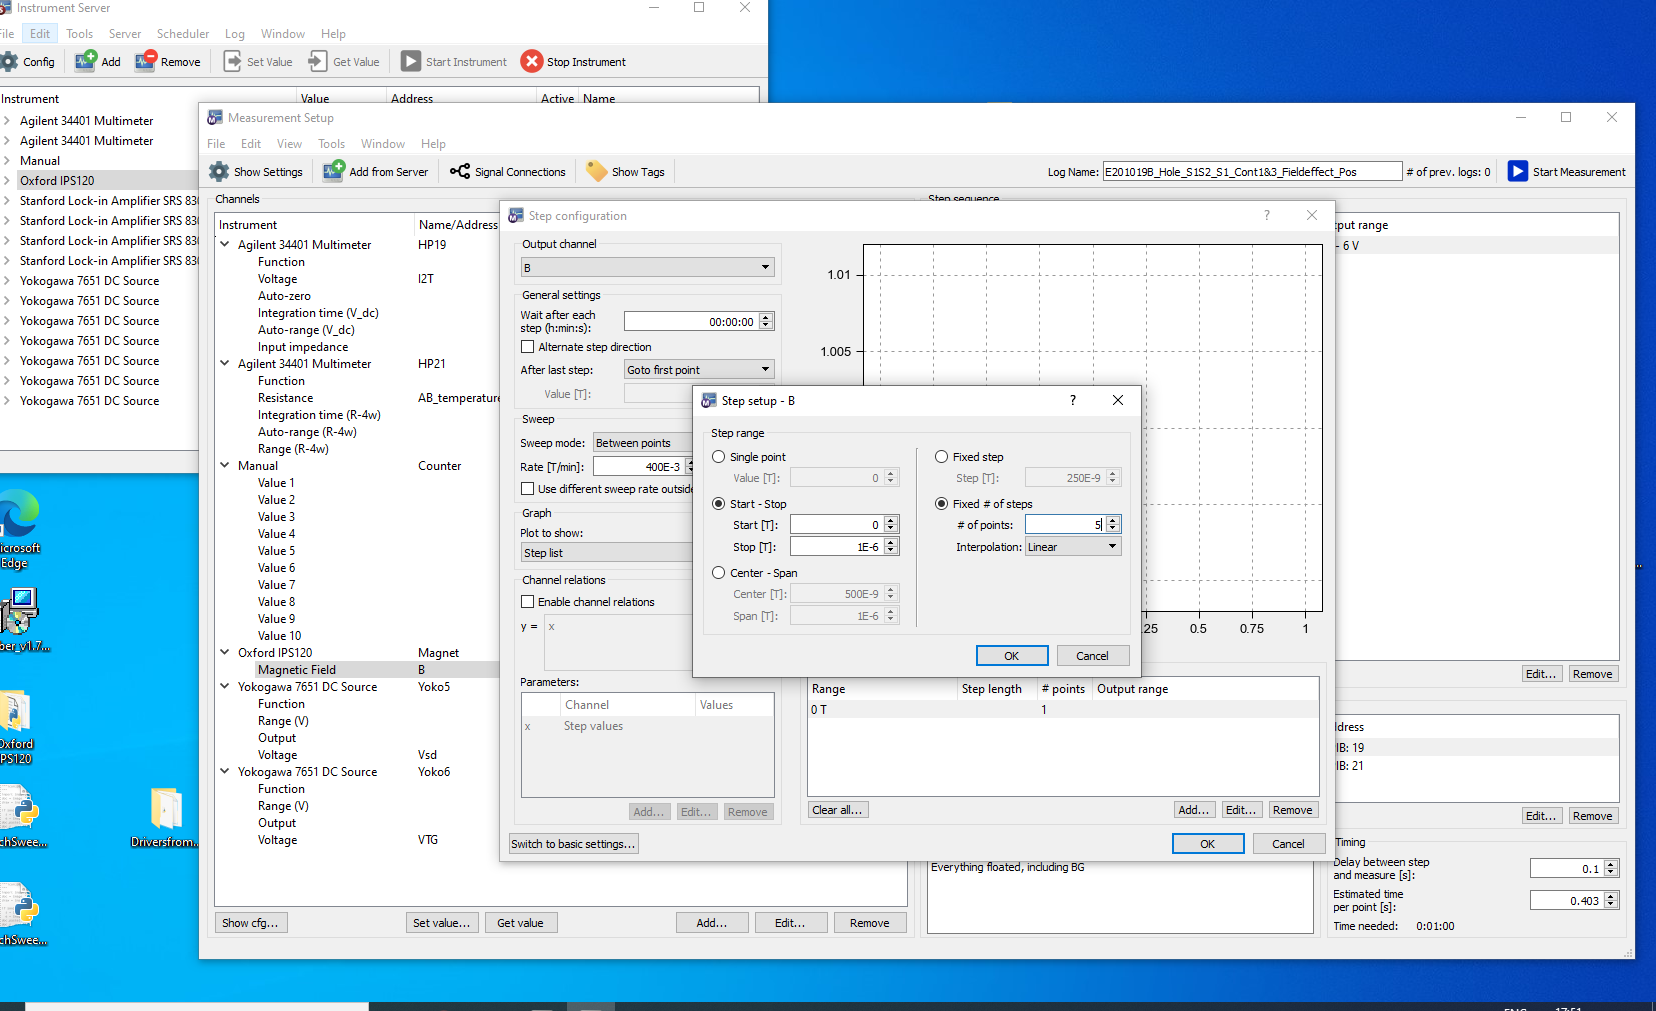 Instrument Server
File Edit Tools Server Scheduler Log Window Help
Config Add Remove Set Value Get Value Start Instrument Stop Instrument
Instrument Value Address Active Name
Agilent 34401 Multimeter
Agilent 34401 Multimeter
Manual
Oxford IPS120
Stanford Lock-in Amplifier SRS 830
Stanford Lock-in Amplifier SRS 830
Stanford Lock-in Amplifier SRS 830
Stanford Lock-in Amplifier SRS 830
Yokogawa 7651 DC Source
Yokogawa 7651 DC Source
Yokogawa 7651 DC Source
Yokogawa 7651 DC Source
Yokogawa 7651 DC Source
Yokogawa 7651 DC Source
Yokogawa 7651 DC Source
Microsoft
Edge
ber_v1.7...
Oxford
IPS120
chSwee...
Driversfrom...
chSwee...
Measurement Setup
File Edit View Tools Window Help
Show Settings Add from Server Signal Connections Show Tags
Log Name: E201019B_Hole_S1S2_S1_Cont1&3_Fieldeffect_Pos # of prev. logs: 0 Start Measurement
Channels
Instrument Name/Address
Agilent 34401 Multimeter HP19
Function
Voltage I2T
Auto-zero
Integration time (V_dc)
Auto-range (V_dc)
Input impedance
Agilent 34401 Multimeter HP21
Function
Resistance AB_temperature
Integration time (R-4w)
Auto-range (R-4w)
Range (R-4w)
Manual Counter
Value 1
Value 2
Value 3
Value 4
Value 5
Value 6
Value 7
Value 8
Value 9
Value 10
Oxford IPS120 Magnet
Magnetic Field B
Yokogawa 7651 DC Source Yoko5
Function
Range (V)
Output
Voltage Vsd
Yokogawa 7651 DC Source Yoko6
Function
Range (V)
Output
Voltage VTG
Show cfg... Set value... Get value Add... Edit... Remove
Step sequence
tput range
- 6 V
Edit... Remove
ddress
IB: 19
IB: 21
Edit... Remove
Timing
Delay between step
and measure [s]: 0.1
Estimated time
per point [s]: 0.403
Time needed: 0:01:00
Everything floated, including BG
Step configuration ?
Output channel
B
General settings
Wait after each
step (h:min:s): 00:00:00
Alternate step direction
After last step: Goto first point
Value [T]:
Sweep
Sweep mode: Between points
Rate [T/min]: 400E-3
Use different sweep rate outside
Graph
Plot to show:
Step list
Channel relations
Enable channel relations
y = x
Parameters:
Channel Values
x Step values
Add... Edit... Remove
Switch to basic settings...
1.01
1.005
.25 0.5 0.75 1
Range Step length # points Output range
0 T 1
Clear all... Add... Edit... Remove
OK Cancel
Step setup - B ?
Step range
Single point
Value [T]: 0
Start - Stop
Start [T]: 0
Stop [T]: 1E-6
Center - Span
Center [T]: 500E-9
Span [T]: 1E-6
Fixed step
Step [T]: 250E-9
Fixed # of steps
# of points: 5
Interpolation: Linear
OK Cancel
ENG 17:51